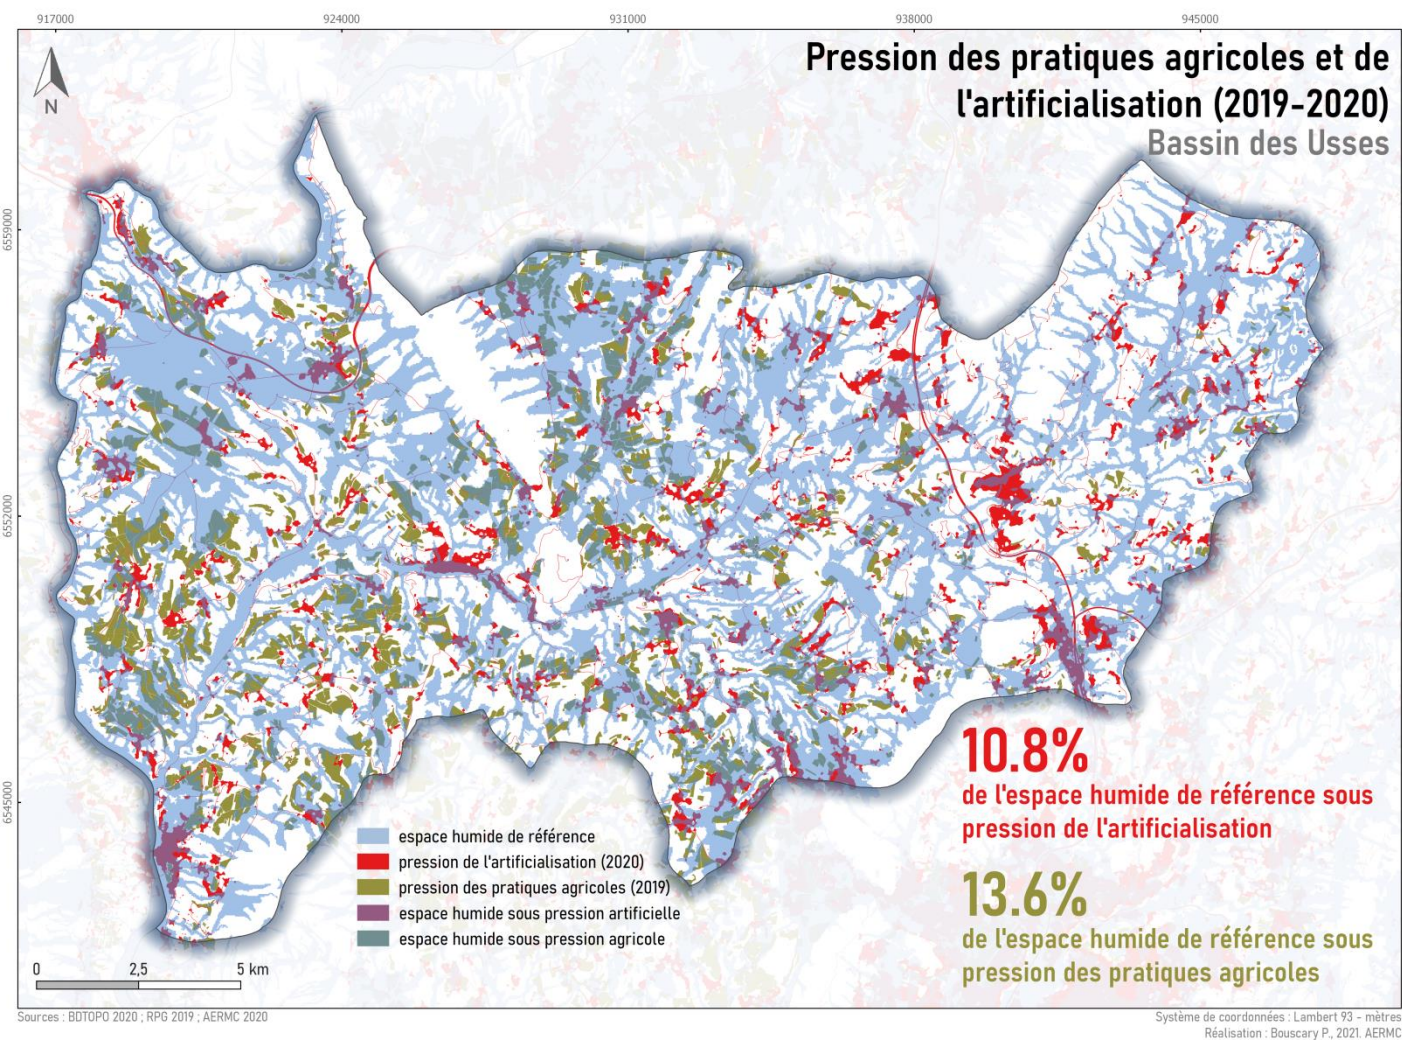 917000
924000
931000
938000
945000
Pression des pratiques agricoles et de
l'artificialisation (2019-2020)
Bassin des Usses
N
6559000
6552000
6545000
10.8%
de l'espace humide de référence sous
pression de l'artificialisation
13.6%
de l'espace humide de référence sous
pression des pratiques agricoles
espace humide de référence
pression de l'artificialisation (2020)
pression des pratiques agricoles (2019)
espace humide sous pression artificielle
espace humide sous pression agricole
0 2,5 5 km
Sources : BDTOPO 2020 ; RPG 2019 ; AERMC 2020
Système de coordonnées : Lambert 93 - mètres
Réalisation : Bouscary P., 2021. AERMC